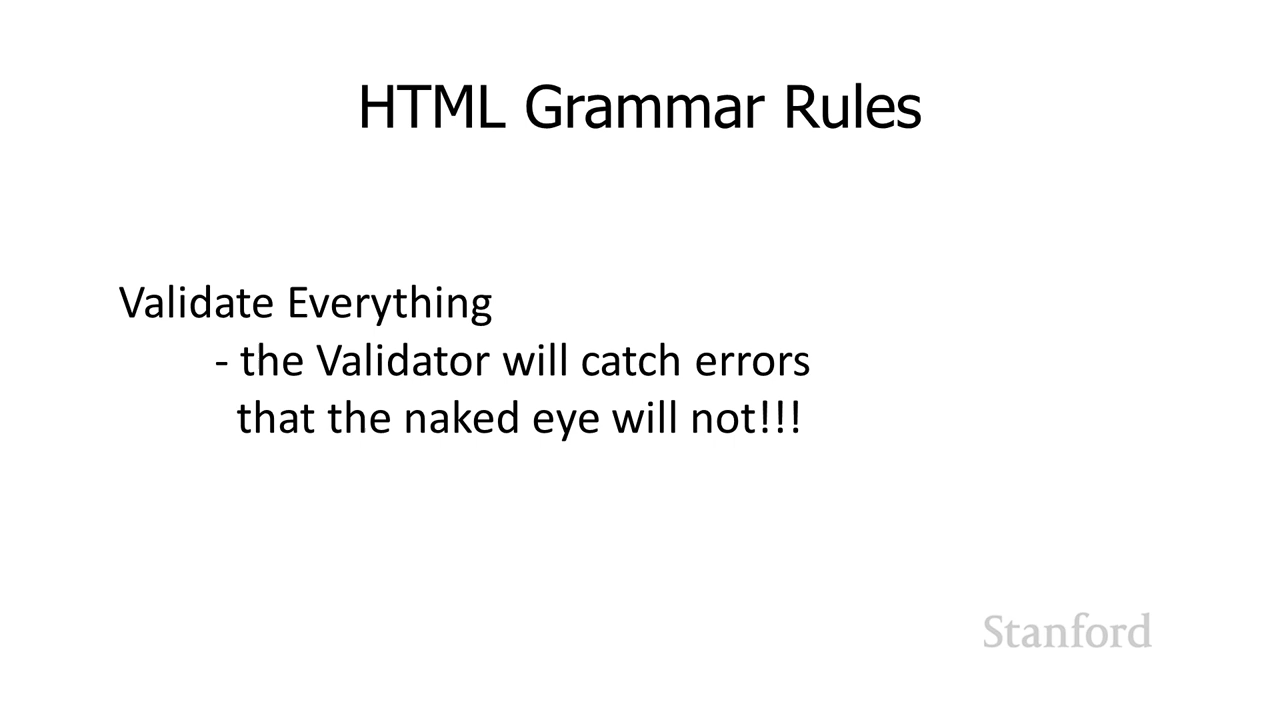 HTML Grammar Rules
Validate Everything
- the Validator will catch errors
that the naked eye will not!!!
Stanford